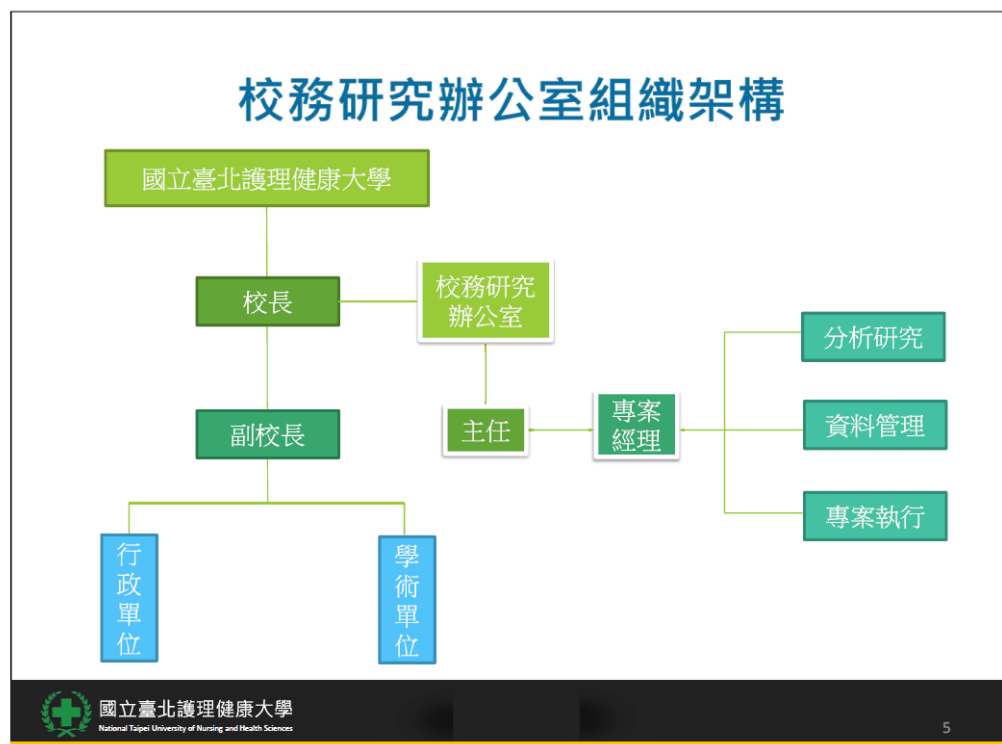 校務研究辦公室組織架構
國立臺北護理健康大學
校長
校務研究
辦公室
分析研究
副校長
主任
專案
經理
資料管理
專案執行
行
政
單
位
學
術
單
位
國立臺北護理健康大學
National Taipei University of Nursing and Health Sciences
5